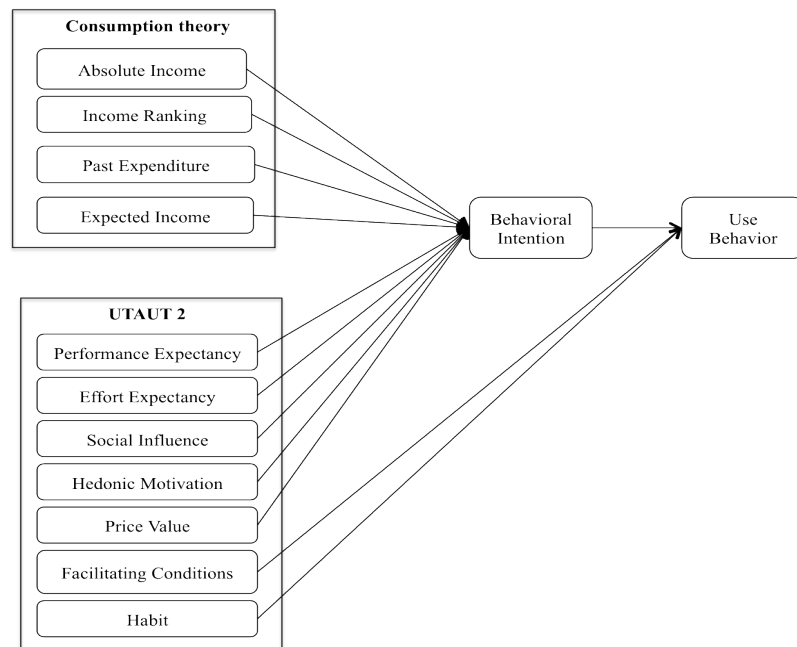 Consumption theory
Absolute Income
Income Ranking
Past Expenditure
Expected Income
Behavioral
Intention
Use
Behavior
UTAUT 2
Performance Expectancy
Effort Expectancy
Social Influence
Hedonic Motivation
Price Value
Facilitating Conditions
Habit